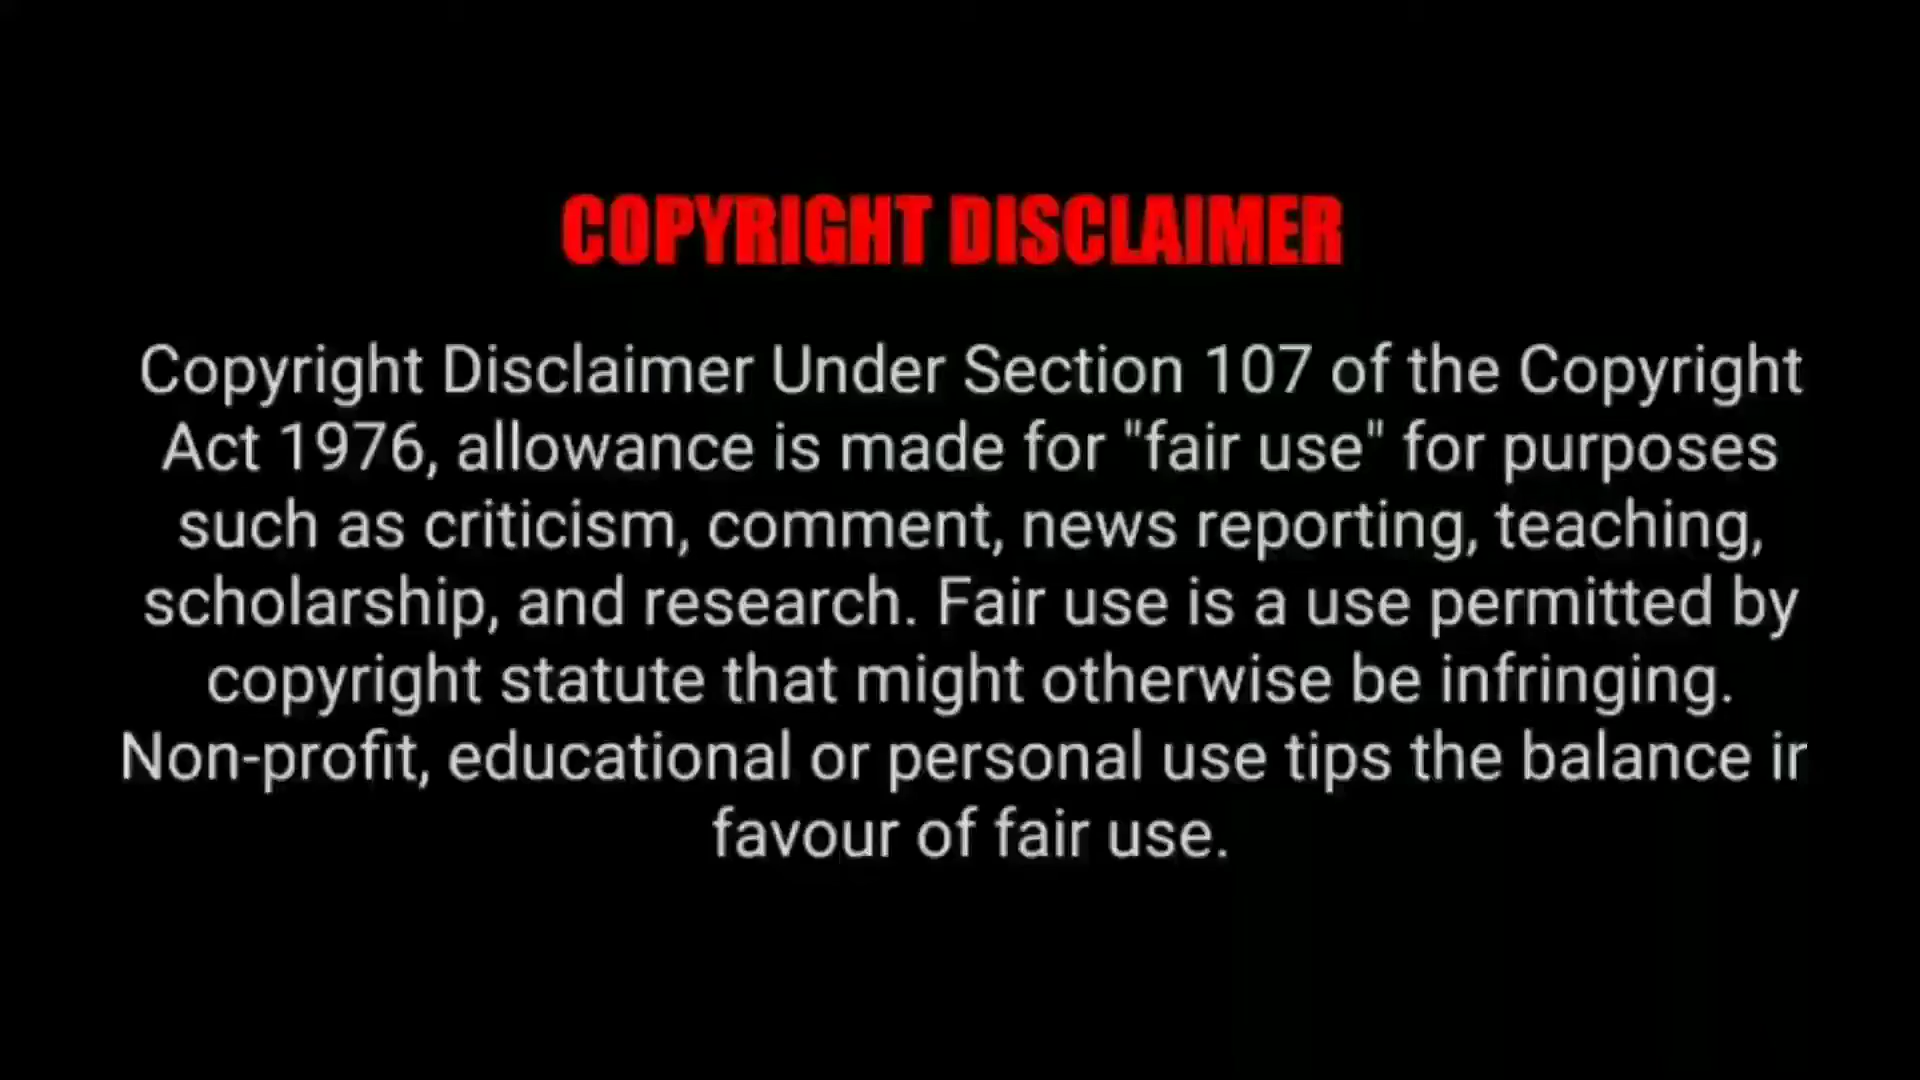 COPYRIGHT DISCLAIMER
Copyright Disclaimer Under Section 107 of the Copyright
Act 1976, allowance is made for "fair use" for purposes
such as criticism, comment, news reporting, teaching,
scholarship, and research. Fair use is a use permitted by
copyright statute that might otherwise be infringing.
Non-profit, educational or personal use tips the balance ir
favour of fair use.